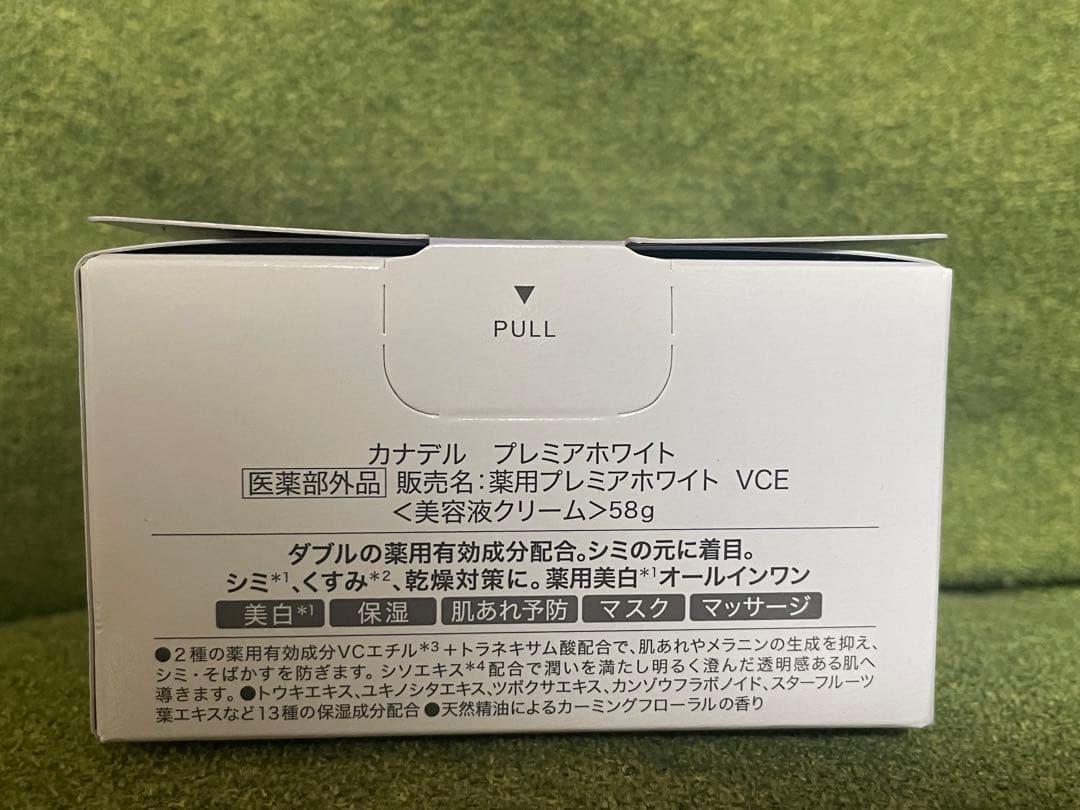 ▼
PULL
カナデル プレミアホワイト
医薬部外品 販売名:薬用プレミアホワイト VCE
<美容液クリーム>58g
ダブルの薬用有効成分配合。シミの元に着目。
シミ*1、くすみ*2、乾燥対策に。薬用美白*1オールインワン
美白*1 保湿 肌あれ予防 マスク マッサージ
●2種の薬用有効成分VCエチル*3+トラネキサム酸配合で、肌あれやメラニンの生成を抑え、
シミ・そばかすを防ぎます。シソエキス*4配合で潤いを満たし明るく澄んだ透明感ある肌へ
導きます。●トウキエキス、ユキノシタエキス、ツボクサエキス、カンゾウフラボノイド、スターフルーツ
葉エキスなど13種の保湿成分配合●天然精油によるカーミングフローラルの香り